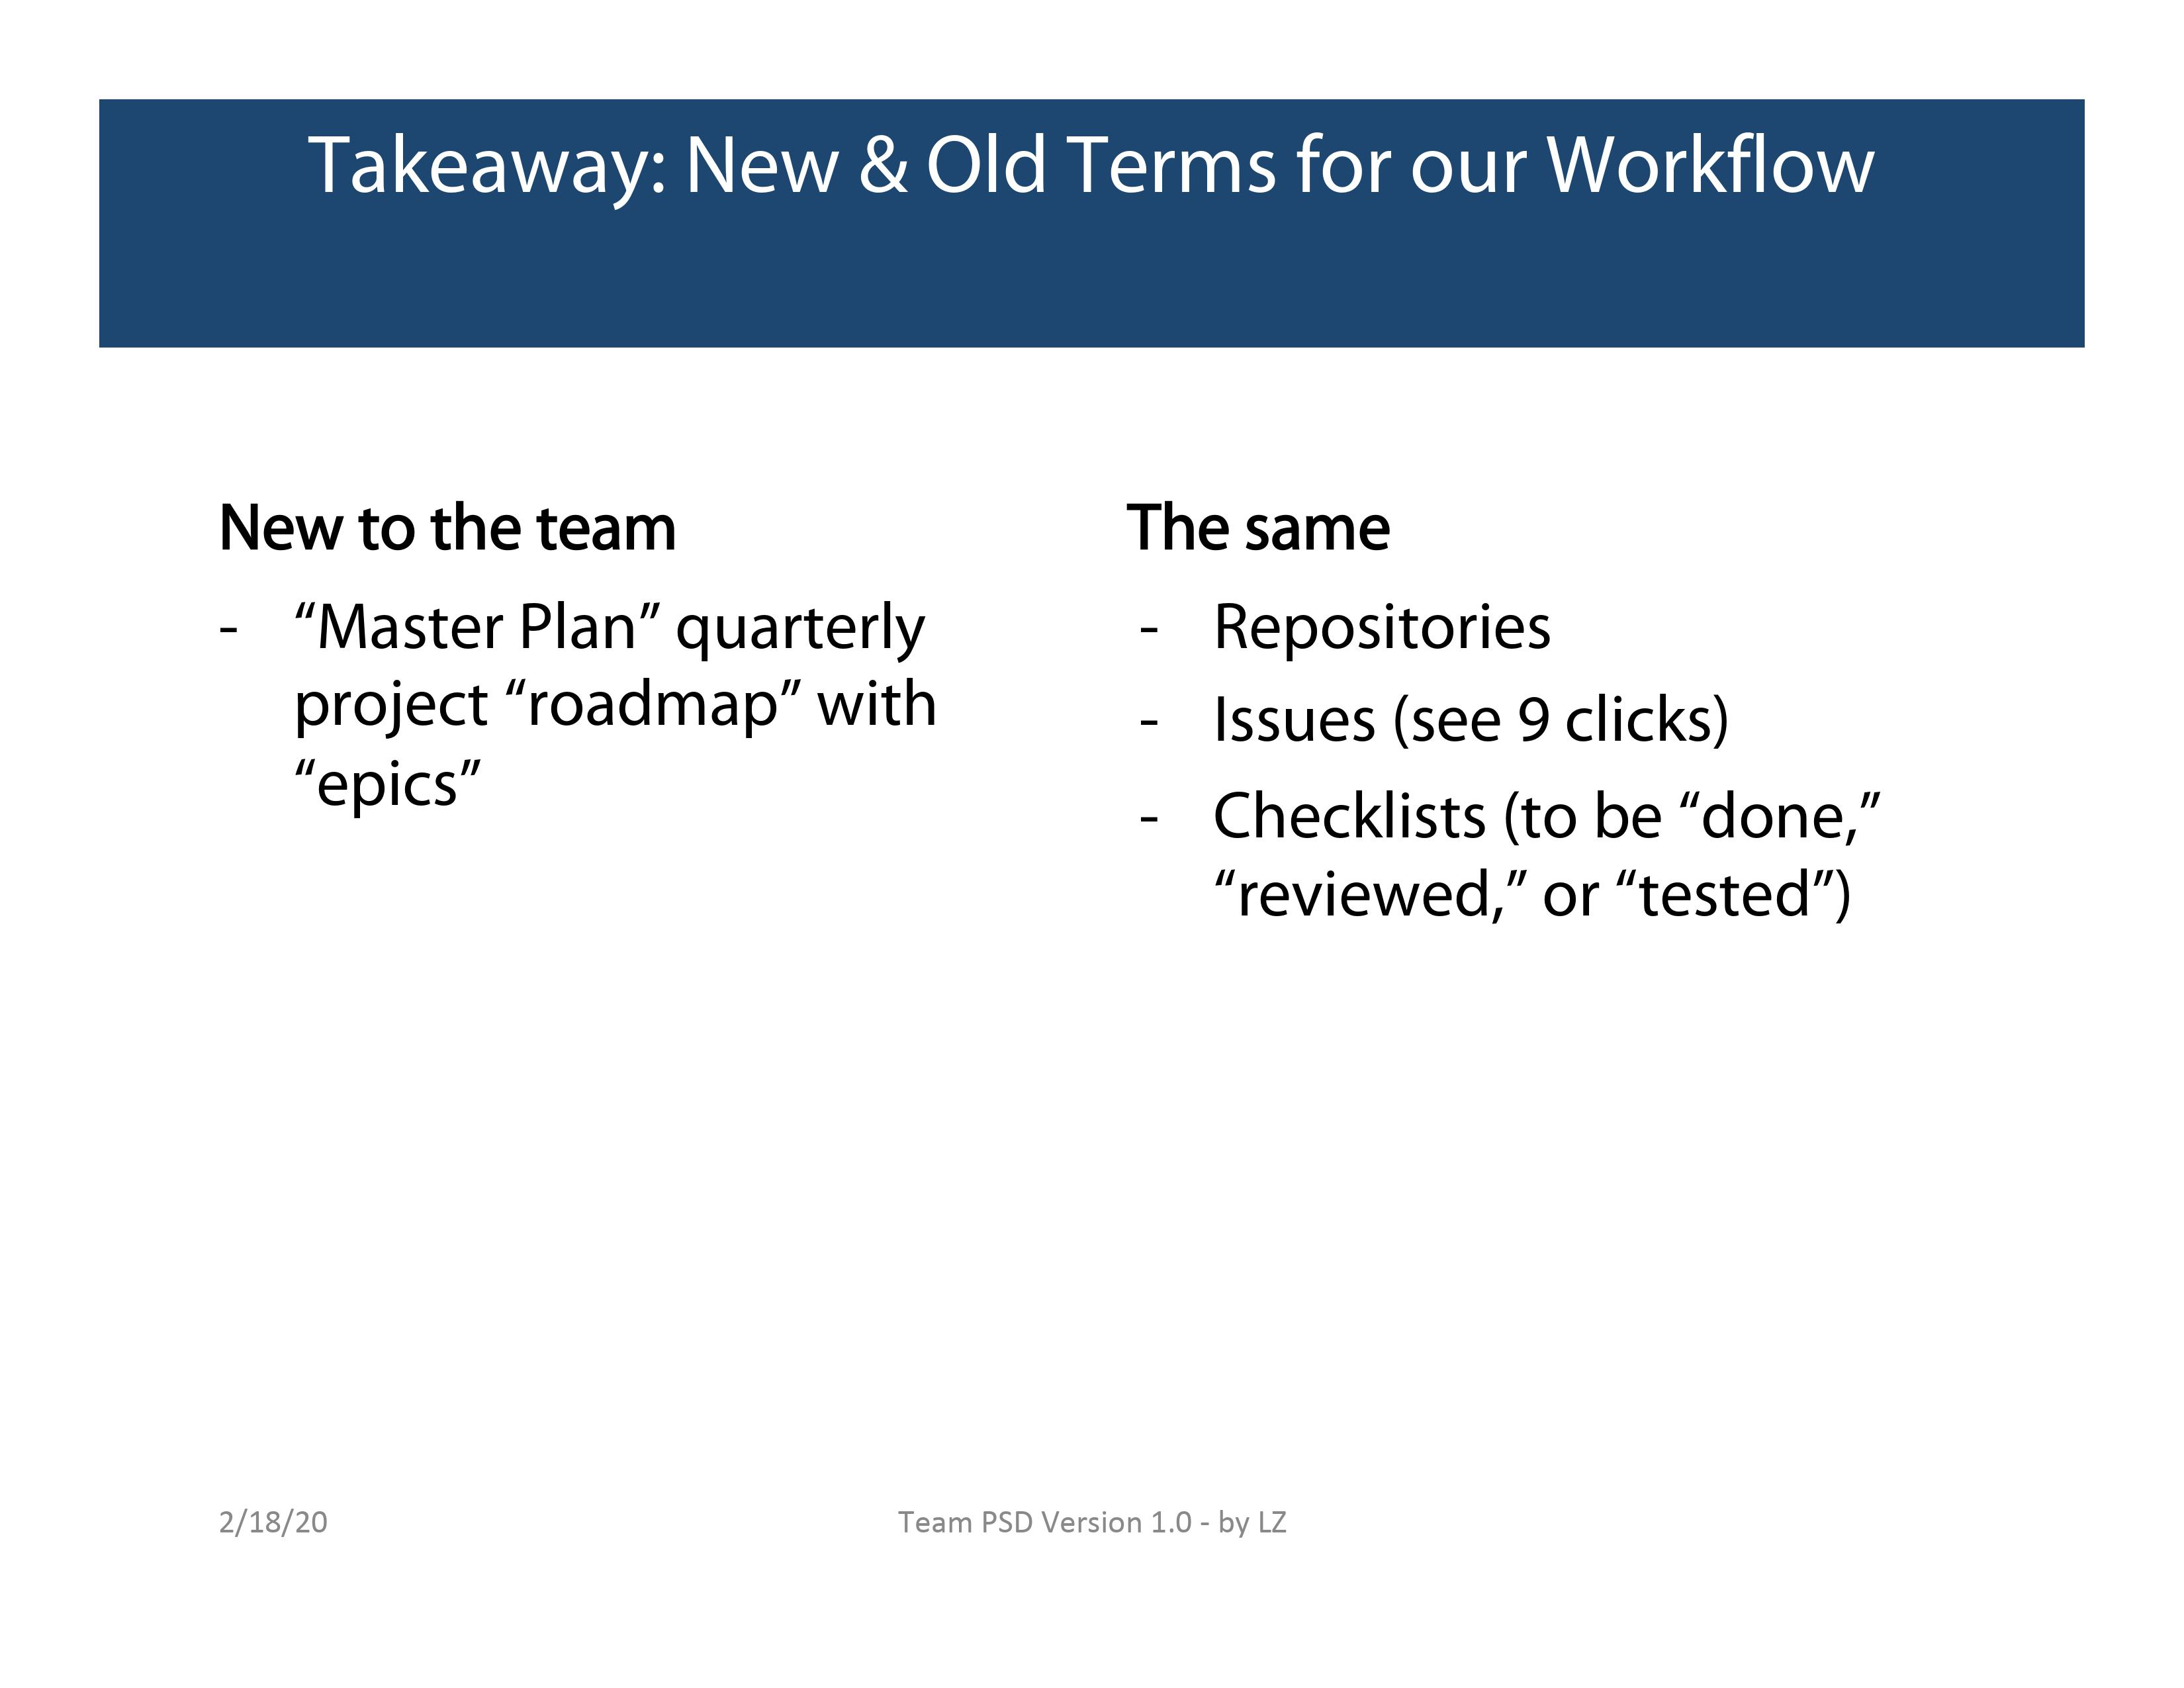 Takeaway: New & Old Terms for our Workflow
New to the team
- “Master Plan” quarterly
project “roadmap” with
“epics”
The same
- Repositories
- Issues (see 9 clicks)
- Checklists (to be “done,”
“reviewed,” or “tested”)
2/18/20
Team PSD Version 1.0 - by LZ